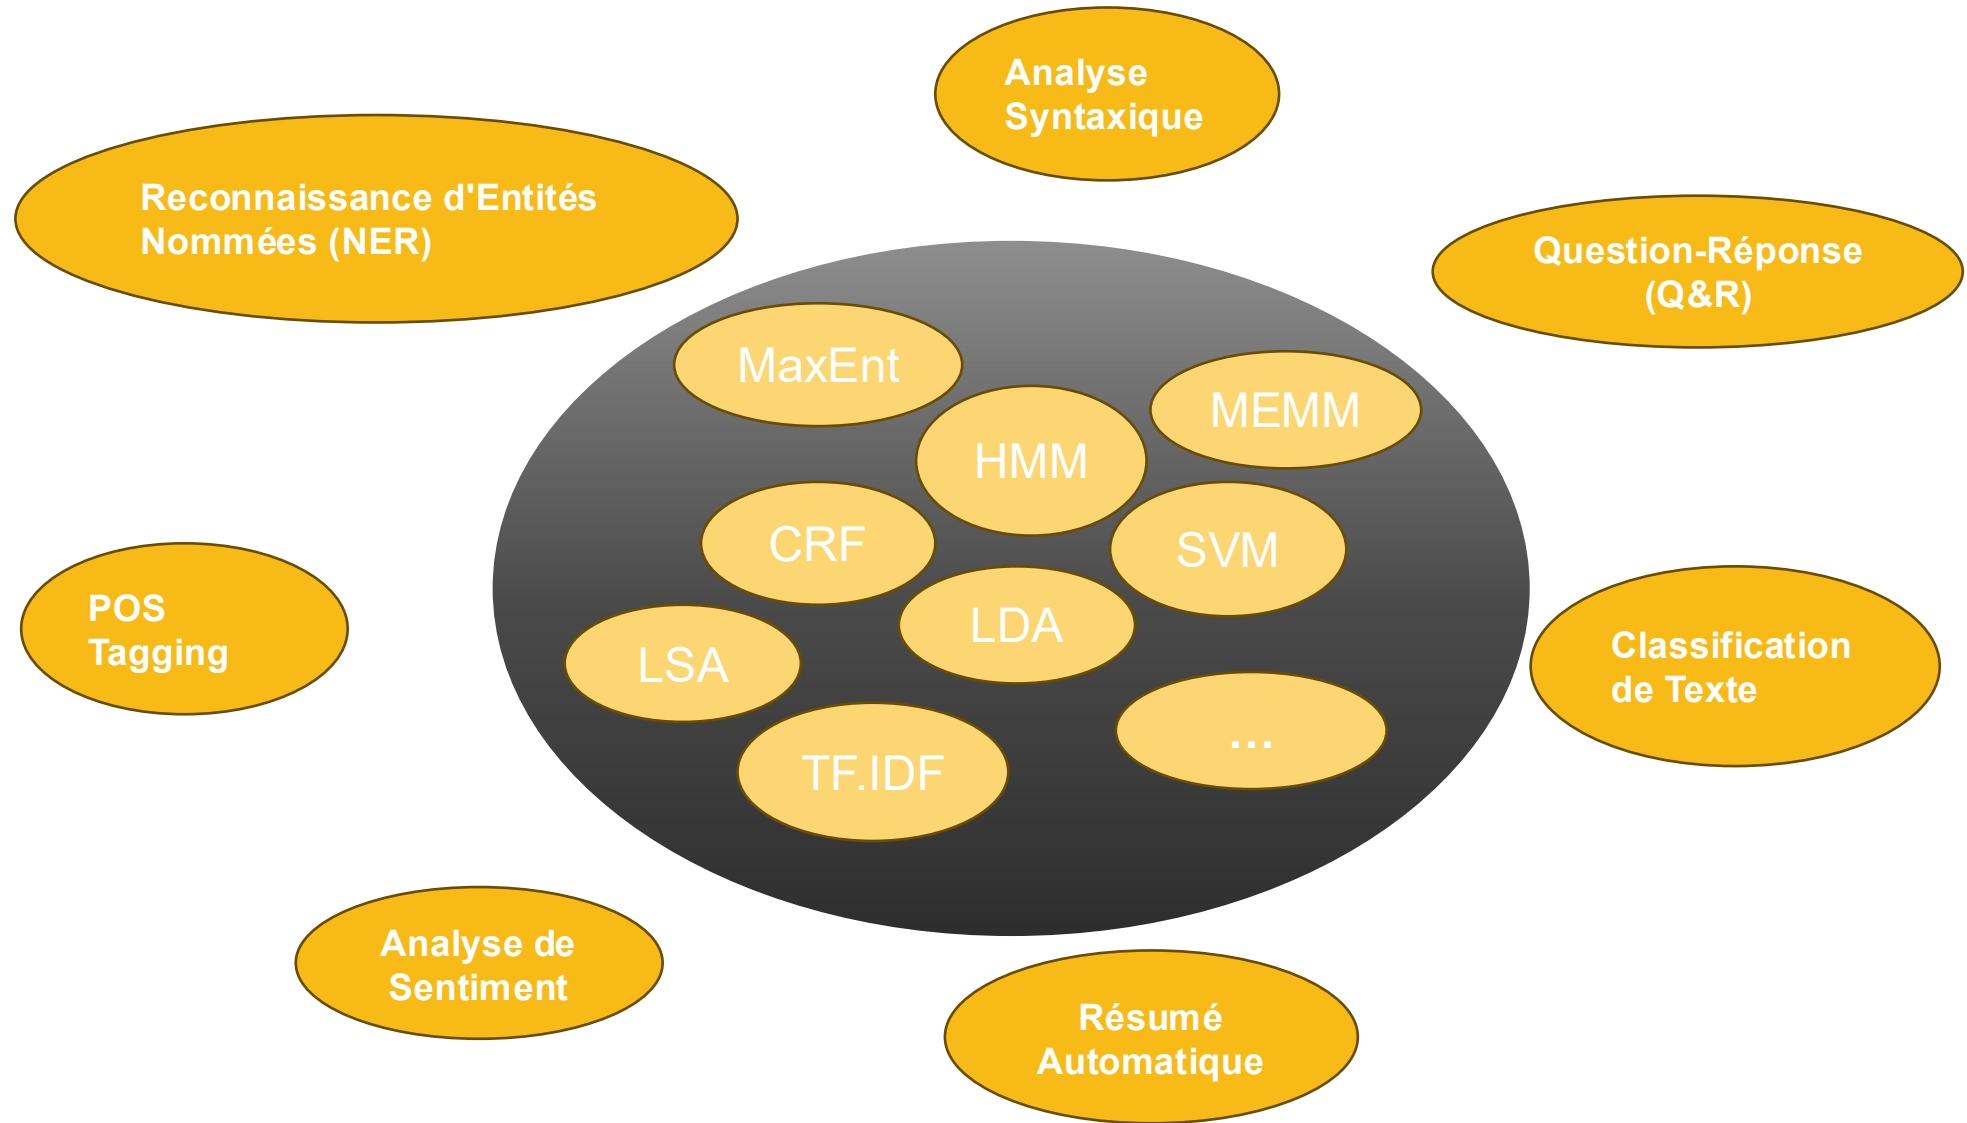 Analyse
Syntaxique
Reconnaissance d'Entités
Nommées (NER)
Question-Réponse
(Q&R)
MaxEnt
MEMM
HMM
CRF
SVM
LDA
LSA
TF.IDF
...
POS
Tagging
Classification
de Texte
Analyse de
Sentiment
Résumé
Automatique